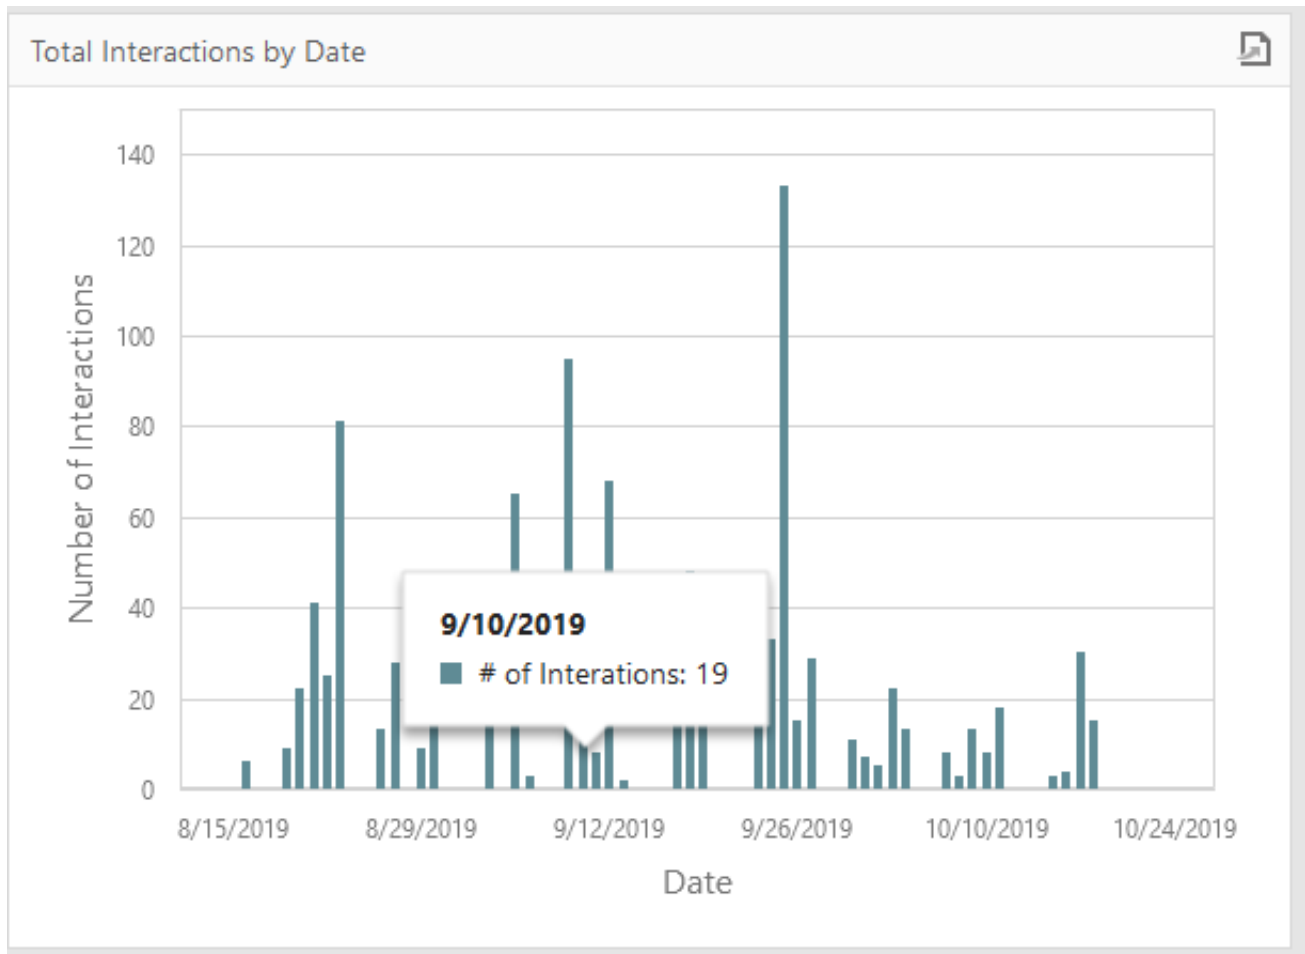 Total Interactions by Date
140
120
100
80
60
40
20
0
Number of Interactions
9/10/2019
# of Interations: 19
8/15/2019 8/29/2019 9/12/2019 9/26/2019 10/10/2019 10/24/2019
Date